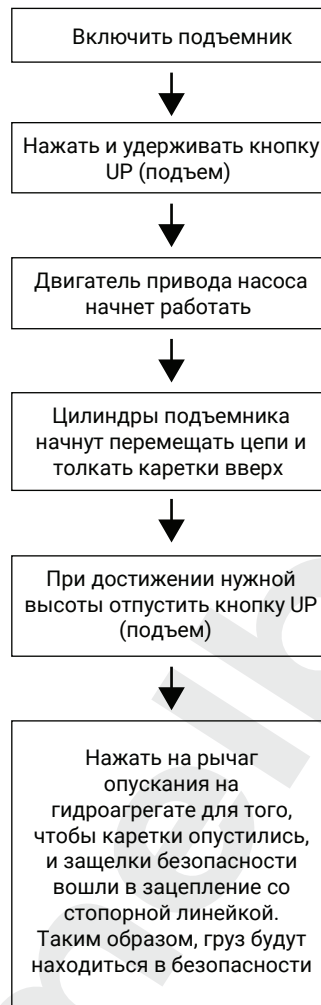 Включить подъемник
Нажать и удерживать кнопку
UP (подъем)
Двигатель привода насоса
начнет работать
Цилиндры подъемника
начнут перемещать цепи и
толкать каретки вверх
При достижении нужной
высоты отпустить кнопку UP
(подъем)
Нажать на рычаг
опускания на
гидроагрегате для того,
чтобы каретки опустились,
и защелки безопасности
вошли в зацепление со
стопорной линейкой.
Таким образом, груз будут
находиться в безопасности